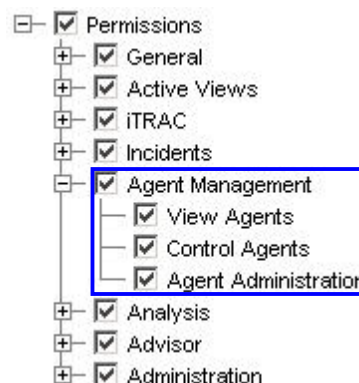 Permissions
General
Active Views
iTRAC
Incidents
Agent Management
View Agents
Control Agents
Agent Administration
Analysis
Advisor
Administration